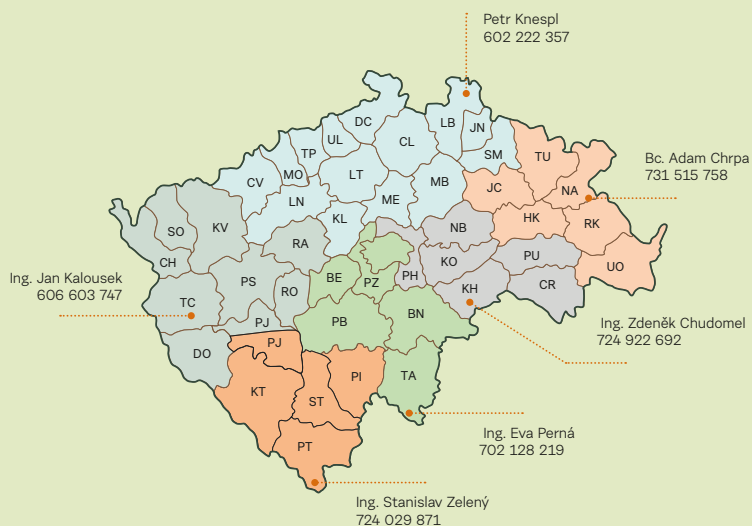 Petr Knespl
602 222 357
DC
UL
LB
JN
TP
CL
SM
TU
MO
LT
CV
MB
JC
NA
LN
ME
KL
HK
RK
SO
KV
NB
RA
CH
KO
PU
UO
BE
PH
PS
RO
PZ
KH
CR
TC
PB
BN
PJ
PJ
DO
TA
PI
KT
ST
PT
Bc. Adam Chrpa
731 515 758
Ing. Jan Kalousek
606 603 747
Ing. Zdeněk Chudomel
724 922 692
Ing. Eva Perná
702 128 219
Ing. Stanislav Zelený
724 029 871